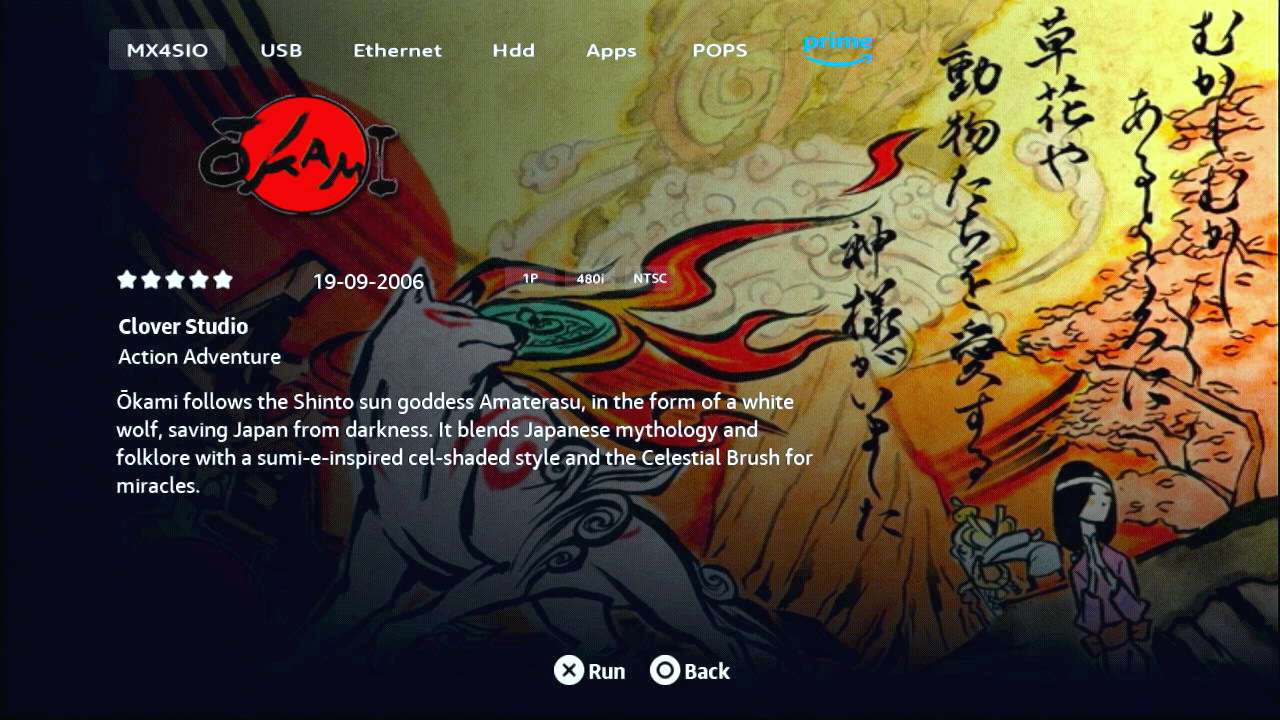 MX4SIO USB Ethernet Hdd Apps POPS prime
ŌKAMI
19-09-2006 1P 480i NTSC
Clover Studio
Action Adventure
Ōkami follows the Shinto sun goddess Amaterasu, in the form of a white
wolf, saving Japan from darkness. It blends Japanese mythology and
folklore with a sumi-e-inspired cel-shaded style and the Celestial Brush for
miracles.
むかしむかし
あるところに
草花や
動物たちを愛する
神様がいました
Run Back